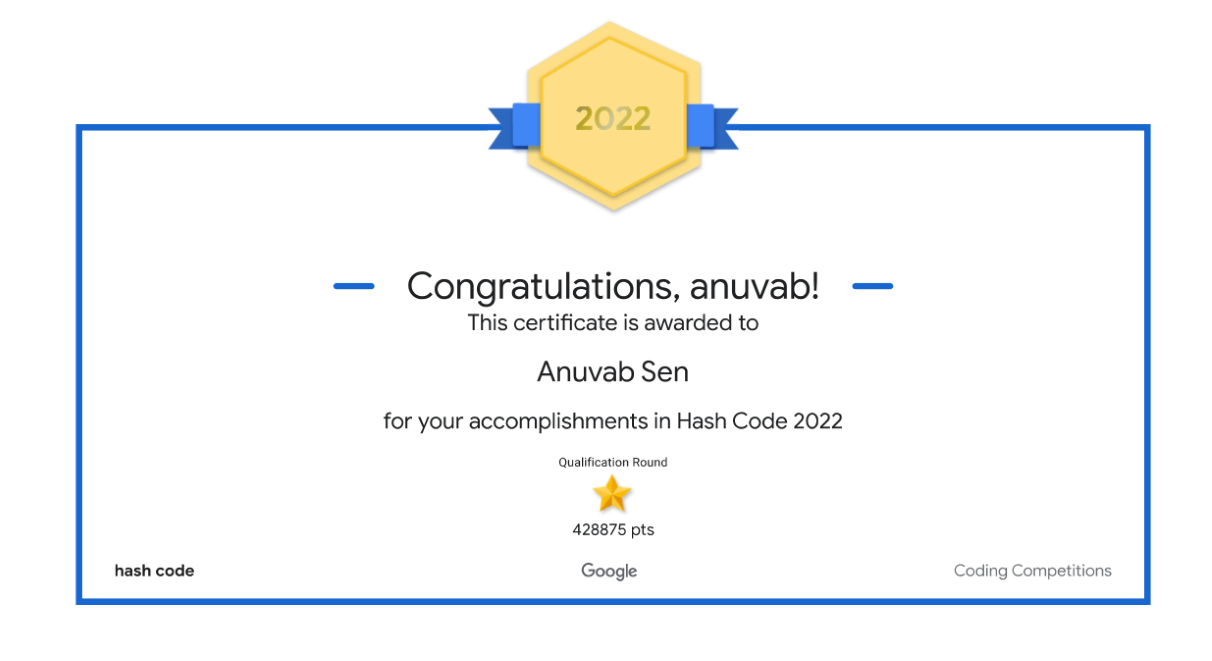 2022
Congratulations, anuvab!
This certificate is awarded to
Anuvab Sen
for your accomplishments in Hash Code 2022
Qualification Round
428875 pts
hash code
Google
Coding Competitions